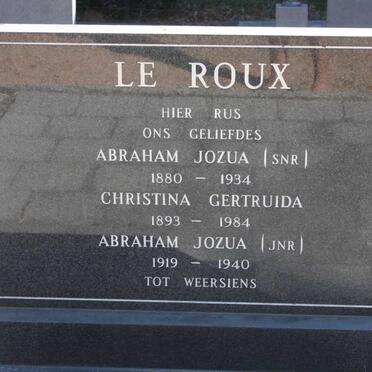 LE ROUX
HIER RUS
ONS GELIEFDES
ABRAHAM JOZUA (SNR)
1880 – 1934
CHRISTINA GERTRUIDA
1893 – 1984
ABRAHAM JOZUA (JNR)
1919 – 1940
TOT WEERSIENS